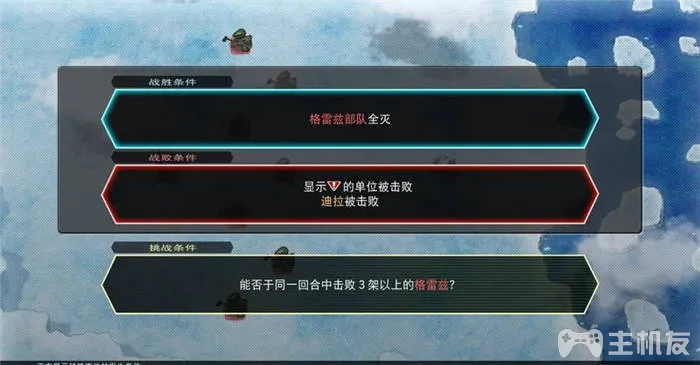 战胜条件
格雷兹部队全灭
战败条件
显示的单位被击败
迪拉被击败
挑战条件
能否于同一回合中击败3架以上的格雷兹?
主机友